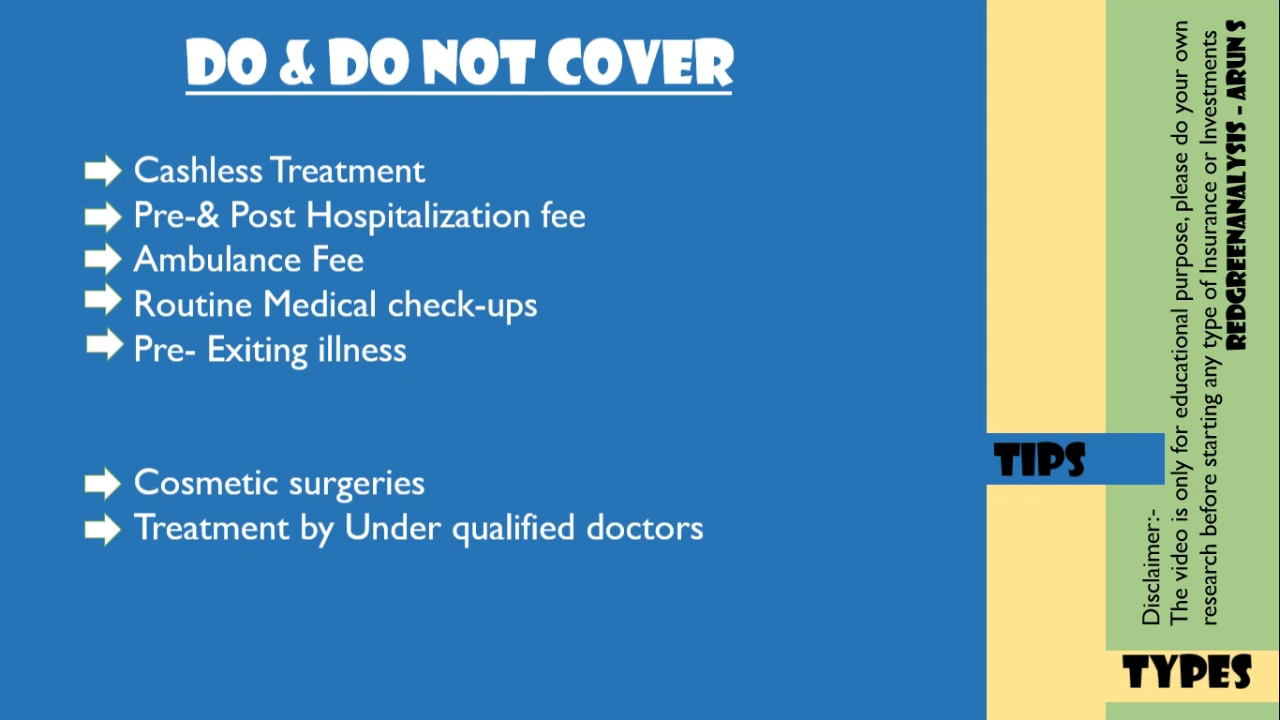 DO & DO NOT COVER
Cashless Treatment
Pre-& Post Hospitalization fee
Ambulance Fee
Routine Medical check-ups
Pre- Exiting illness
Cosmetic surgeries
Treatment by Under qualified doctors
TIPS
Disclaimer:-
The video is only for educational purpose, please do your own
research before starting any type of Insurance or Investments
REDGREENANALYSIS - ARUN S
TYPES